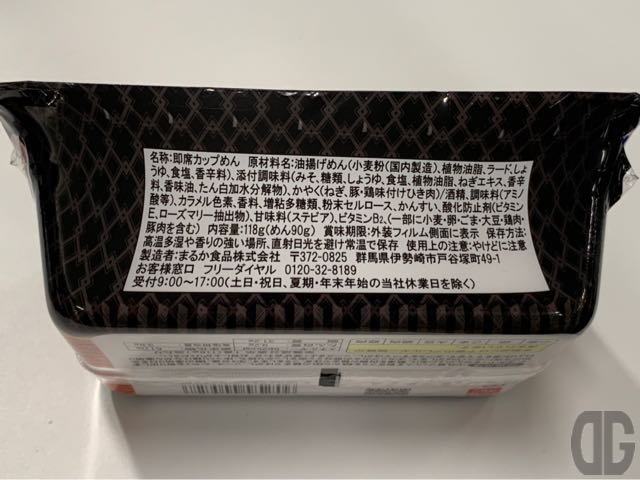 名称:即席カップめん 原材料名:油揚げめん(小麦粉(国内製造)、植物油脂、ラード、しょ
うゆ、食塩、香辛料)、添付調味料(みそ、糖類、しょうゆ、食塩、植物油脂、ねぎエキス、香辛
料、香味油、たん白加水分解物)、かやく(ねぎ、豚・鶏味付けひき肉)/酒精、調味料(アミノ
酸等)、カラメル色素、香料、増粘多糖類、粉末セルロース、かんすい、酸化防止剤(ビタミン
E、ローズマリー抽出物)、甘味料(ステビア)、ビタミンB₂、(一部に小麦・卵・ごま・大豆・鶏肉・
豚肉を含む) 内容量:118g(めん90g) 賞味期限:外装フィルム側面に表示 保存方法:
高温多湿や香りの強い場所、直射日光を避け常温で保存 使用上の注意:やけどに注意
製造者:まるか食品株式会社 〒372-0825 群馬県伊勢崎市戸谷塚町49-1
お客様窓口 フリーダイヤル 0120-32-8189
受付9:00~17:00(土日・祝日、夏期・年末年始の当社休業日を除く)
DG